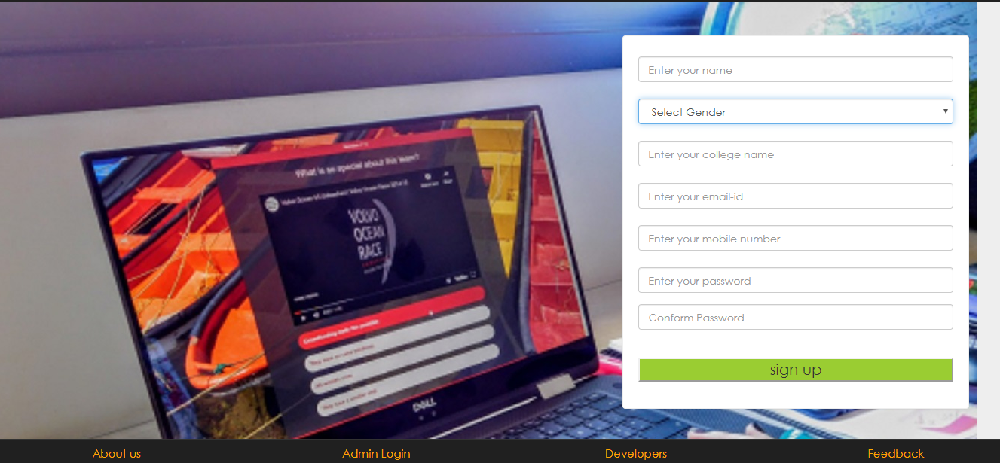 What is so special about this team?
VOLVO
OCEAN
RACE
DELL
Enter your name
Select Gender
Enter your college name
Enter your email-id
Enter your mobile number
Enter your password
Conform Password
sign up
About us
Admin Login
Developers
Feedback